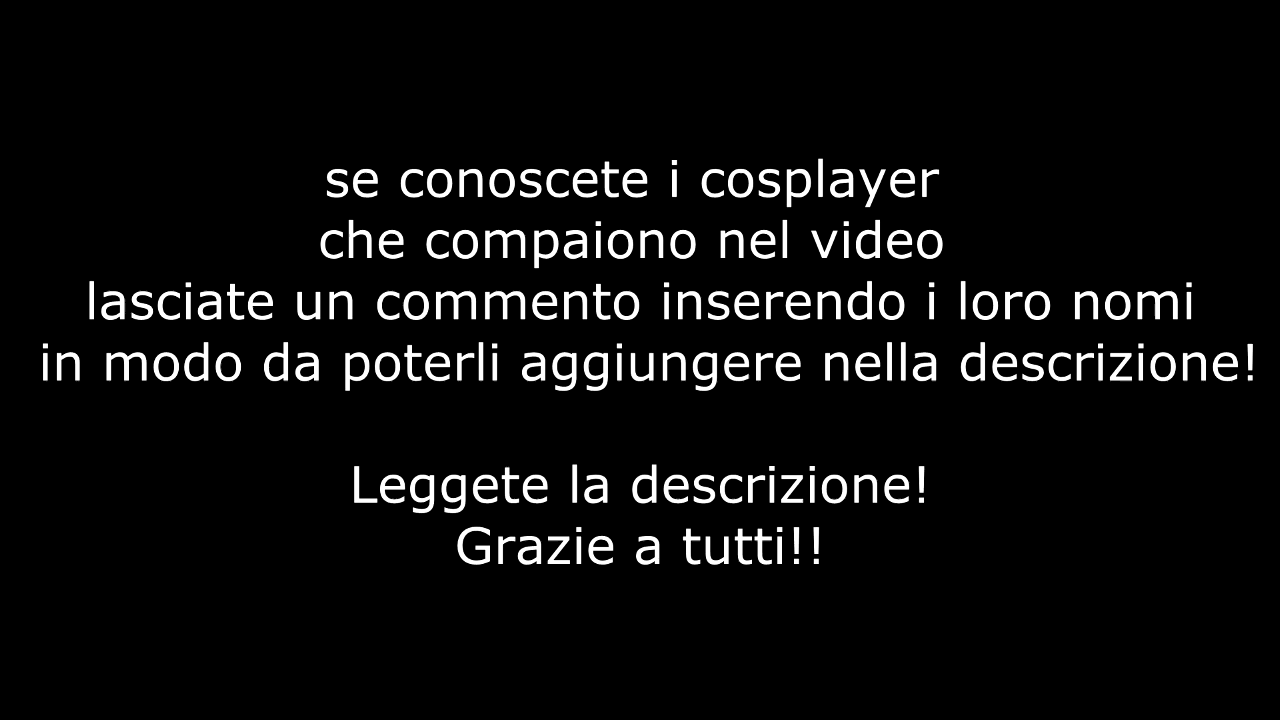 se conoscete i cosplayer
che compaiono nel video
lasciate un commento inserendo i loro nomi
in modo da poterli aggiungere nella descrizione!
Leggete la descrizione!
Grazie a tutti!!